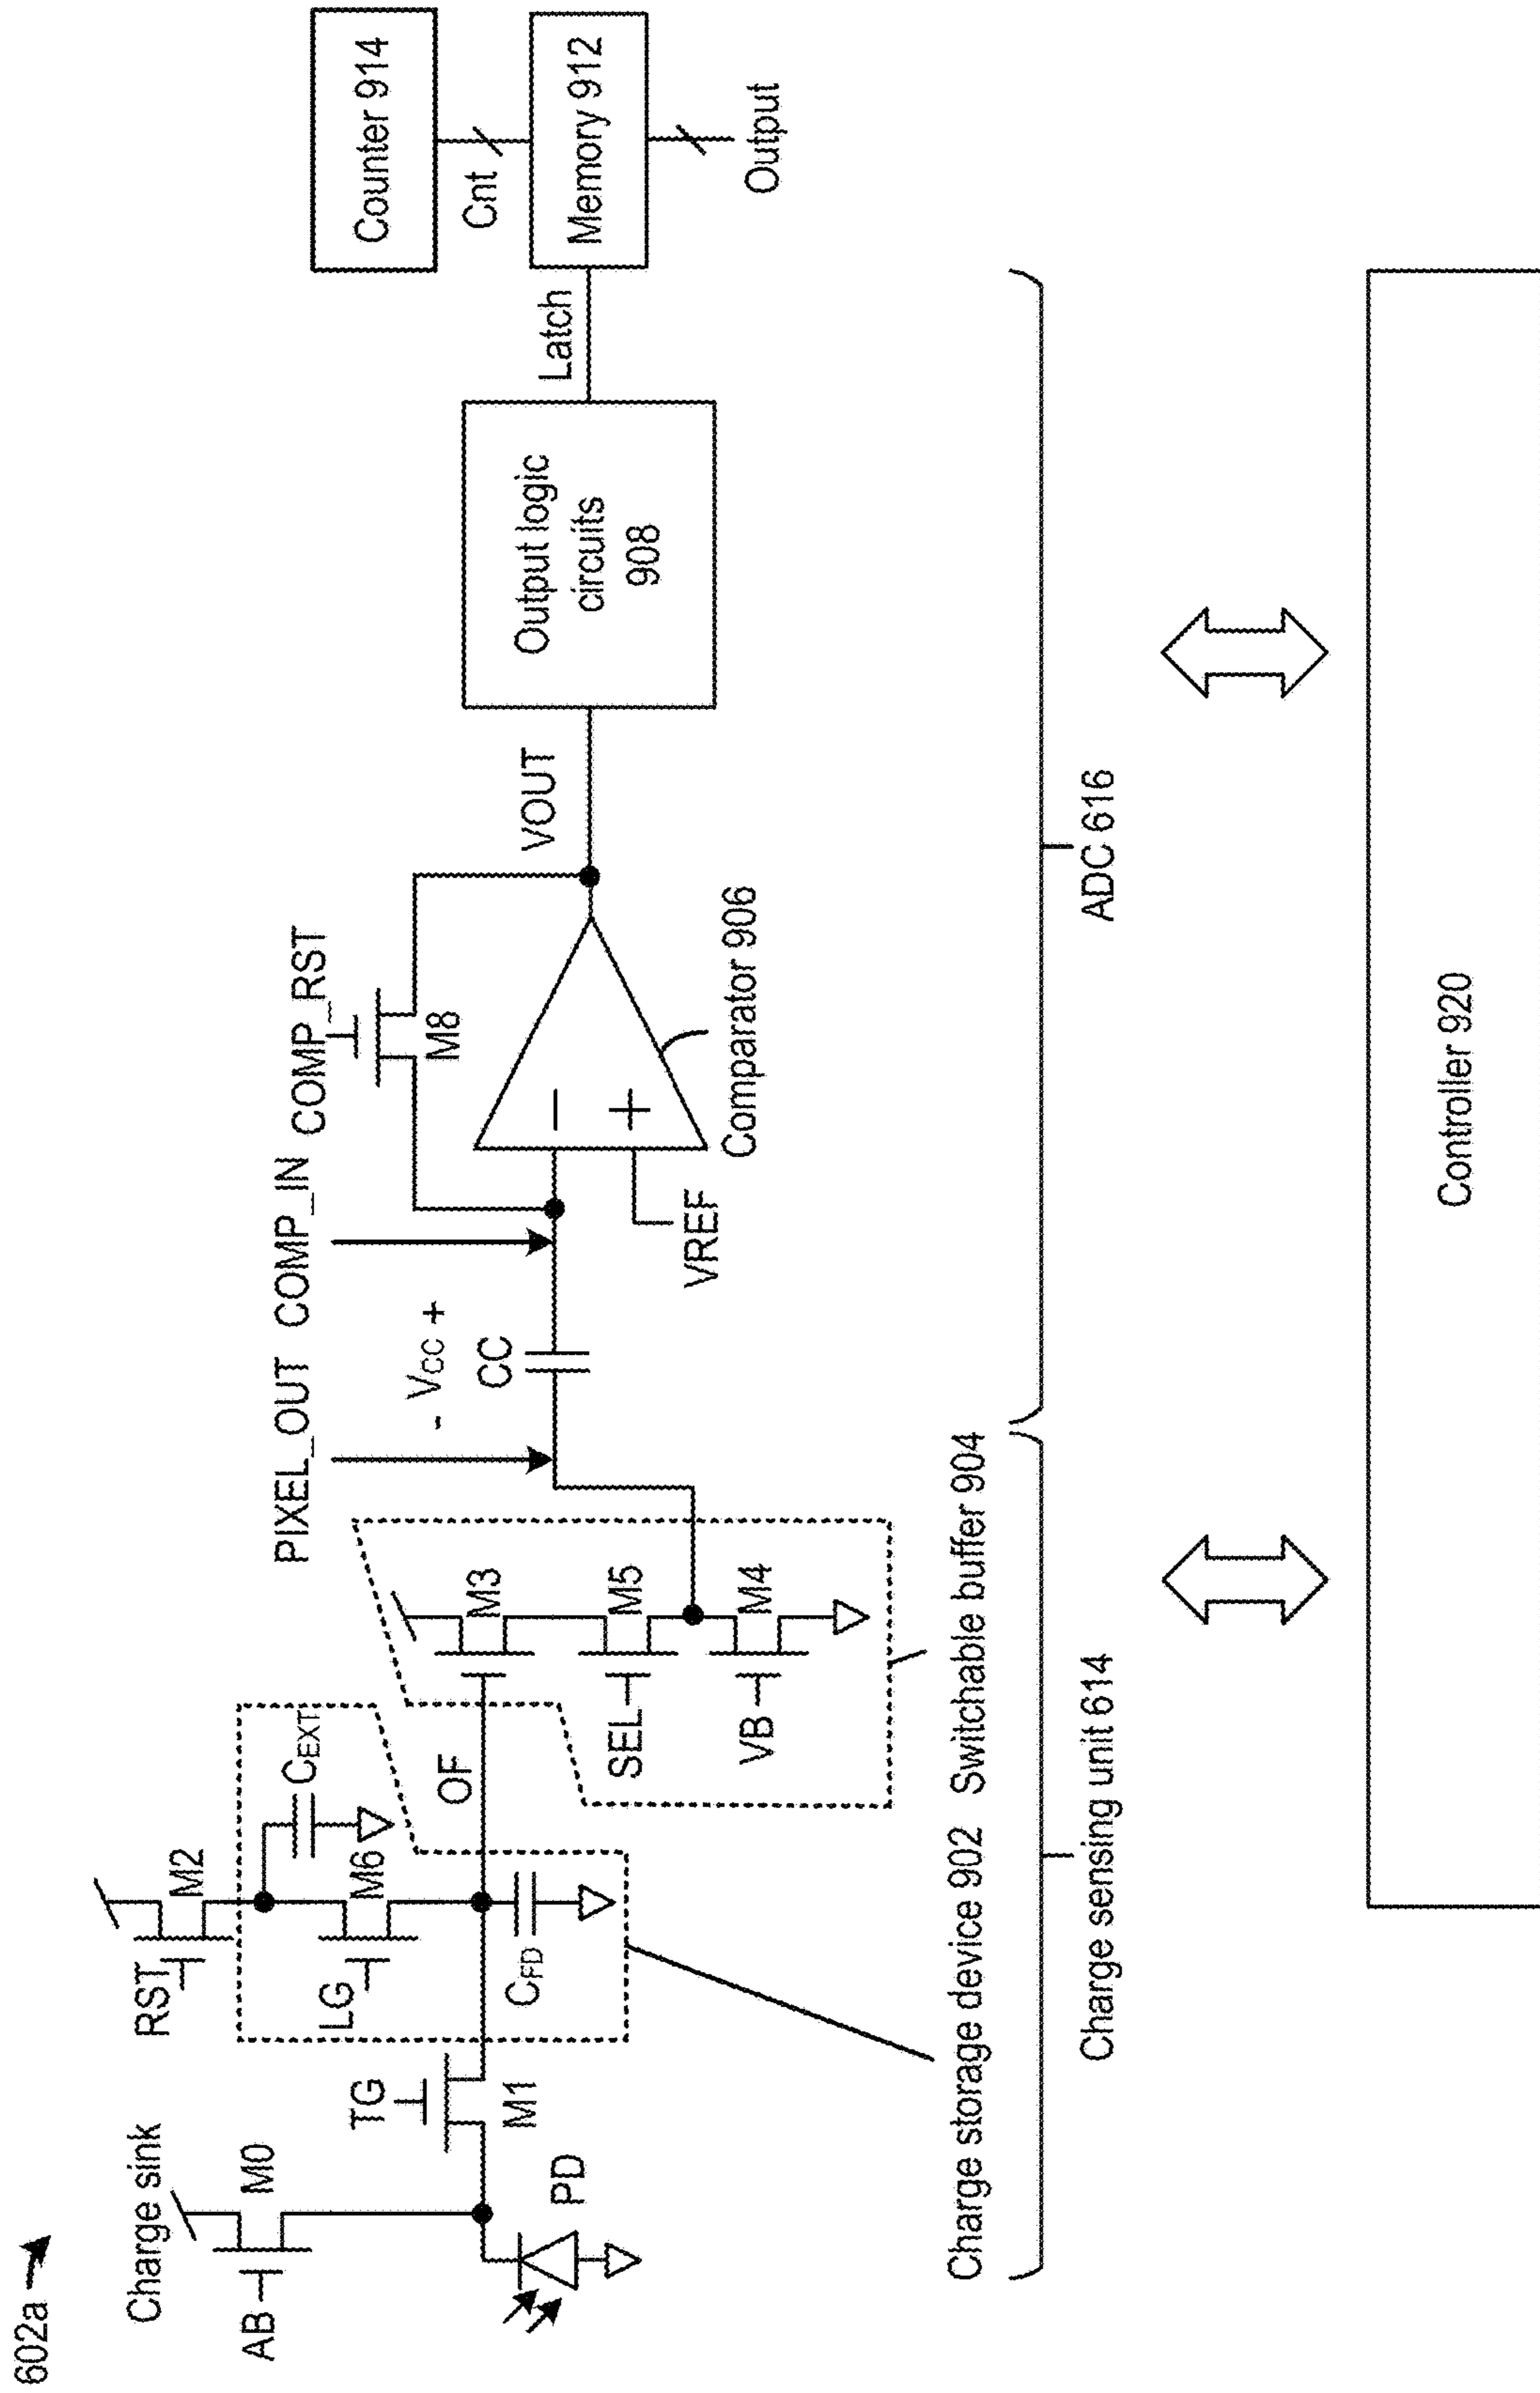 602a
Charge sink
AB
M0
PD
TG
M1
RST
M2
LG
M6
CEXT
CFD
OF
M3
SEL
M5
VB
M4
PIXEL_OUT
COMP_IN
COMP_RST
- VCC +
CC
M8
−
+
VREF
Comparator 906
VOUT
Output logic
circuits
908
Latch
Counter 914
Cnt
Memory 912
Output
Charge storage device 902
Switchable buffer 904
Charge sensing unit 614
ADC 616
Controller 920